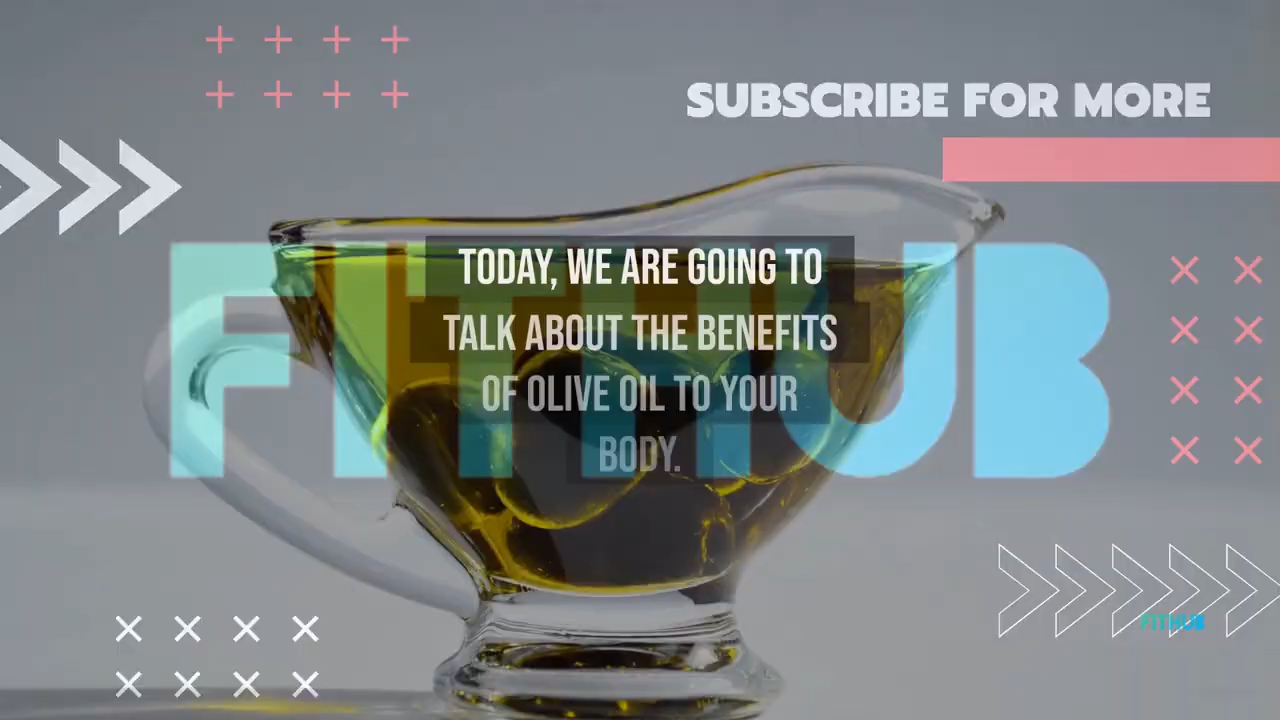 SUBSCRIBE FOR MORE
FITHUB
TODAY, WE ARE GOING TO
TALK ABOUT THE BENEFITS
OF OLIVE OIL TO YOUR
BODY.
FITHUB